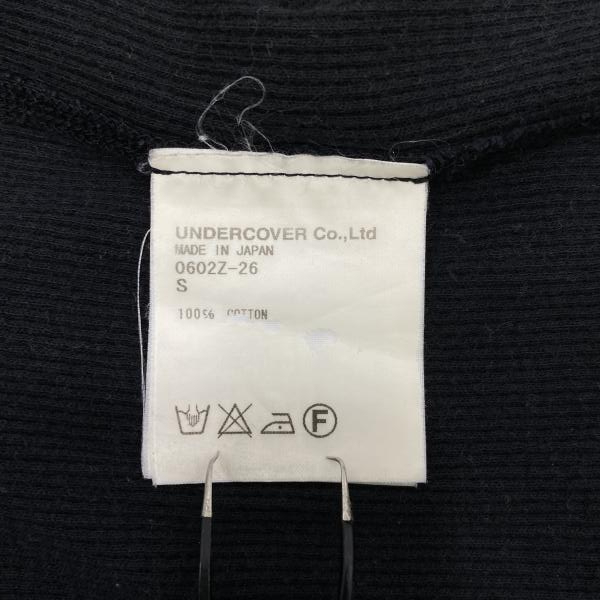 UNDERCOVER Co.,Ltd
MADE IN JAPAN
0602Z-26
S
100% COTTON
F